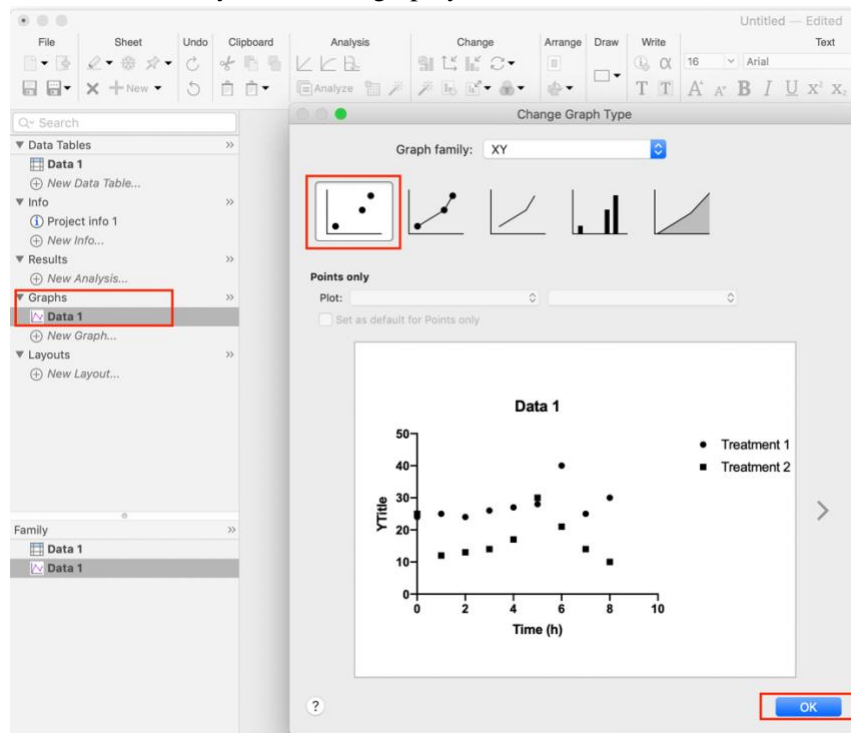 Untitled — Edited
File Sheet Undo Clipboard Analysis Change Arrange Draw Write Text
α 16 Arial
New Analyze T T A A B I U X² X₂
Search
Change Graph Type
Data Tables
Graph family: XY
Data 1
New Data Table...
Info
Project info 1
New Info...
Results
New Analysis...
Points only
Graphs
Plot:
Data 1
Set as default for Points only
New Graph...
Layouts
New Layout...
Data 1
50
Treatment 1
40
Treatment 2
30
YTitle
20
10
0
0 2 4 6 8 10
Time (h)
Family
Data 1
Data 1
?
OK